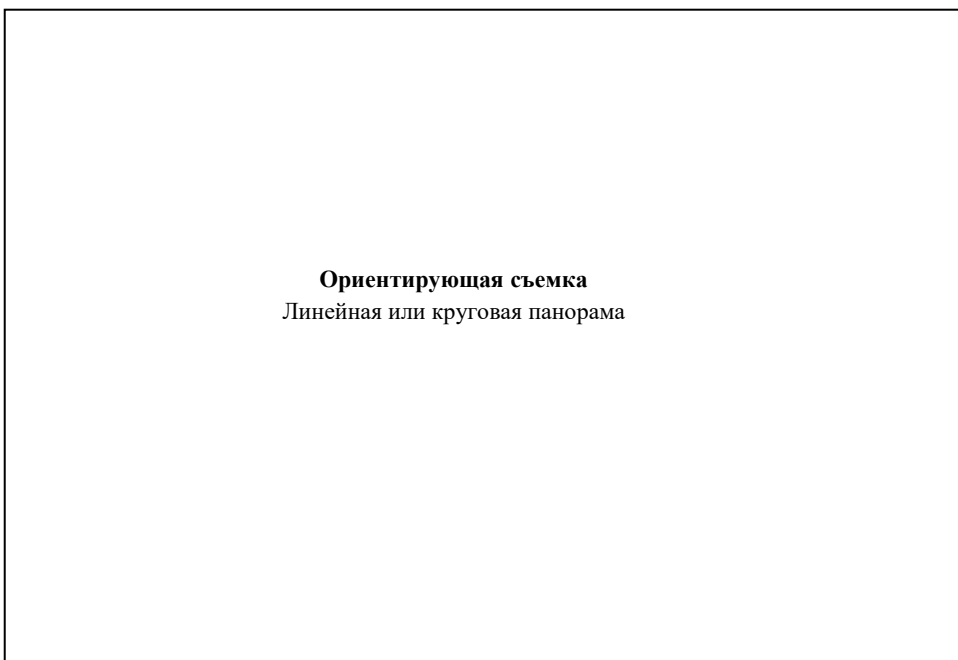 Ориентирующая съемка
Линейная или круговая панорама